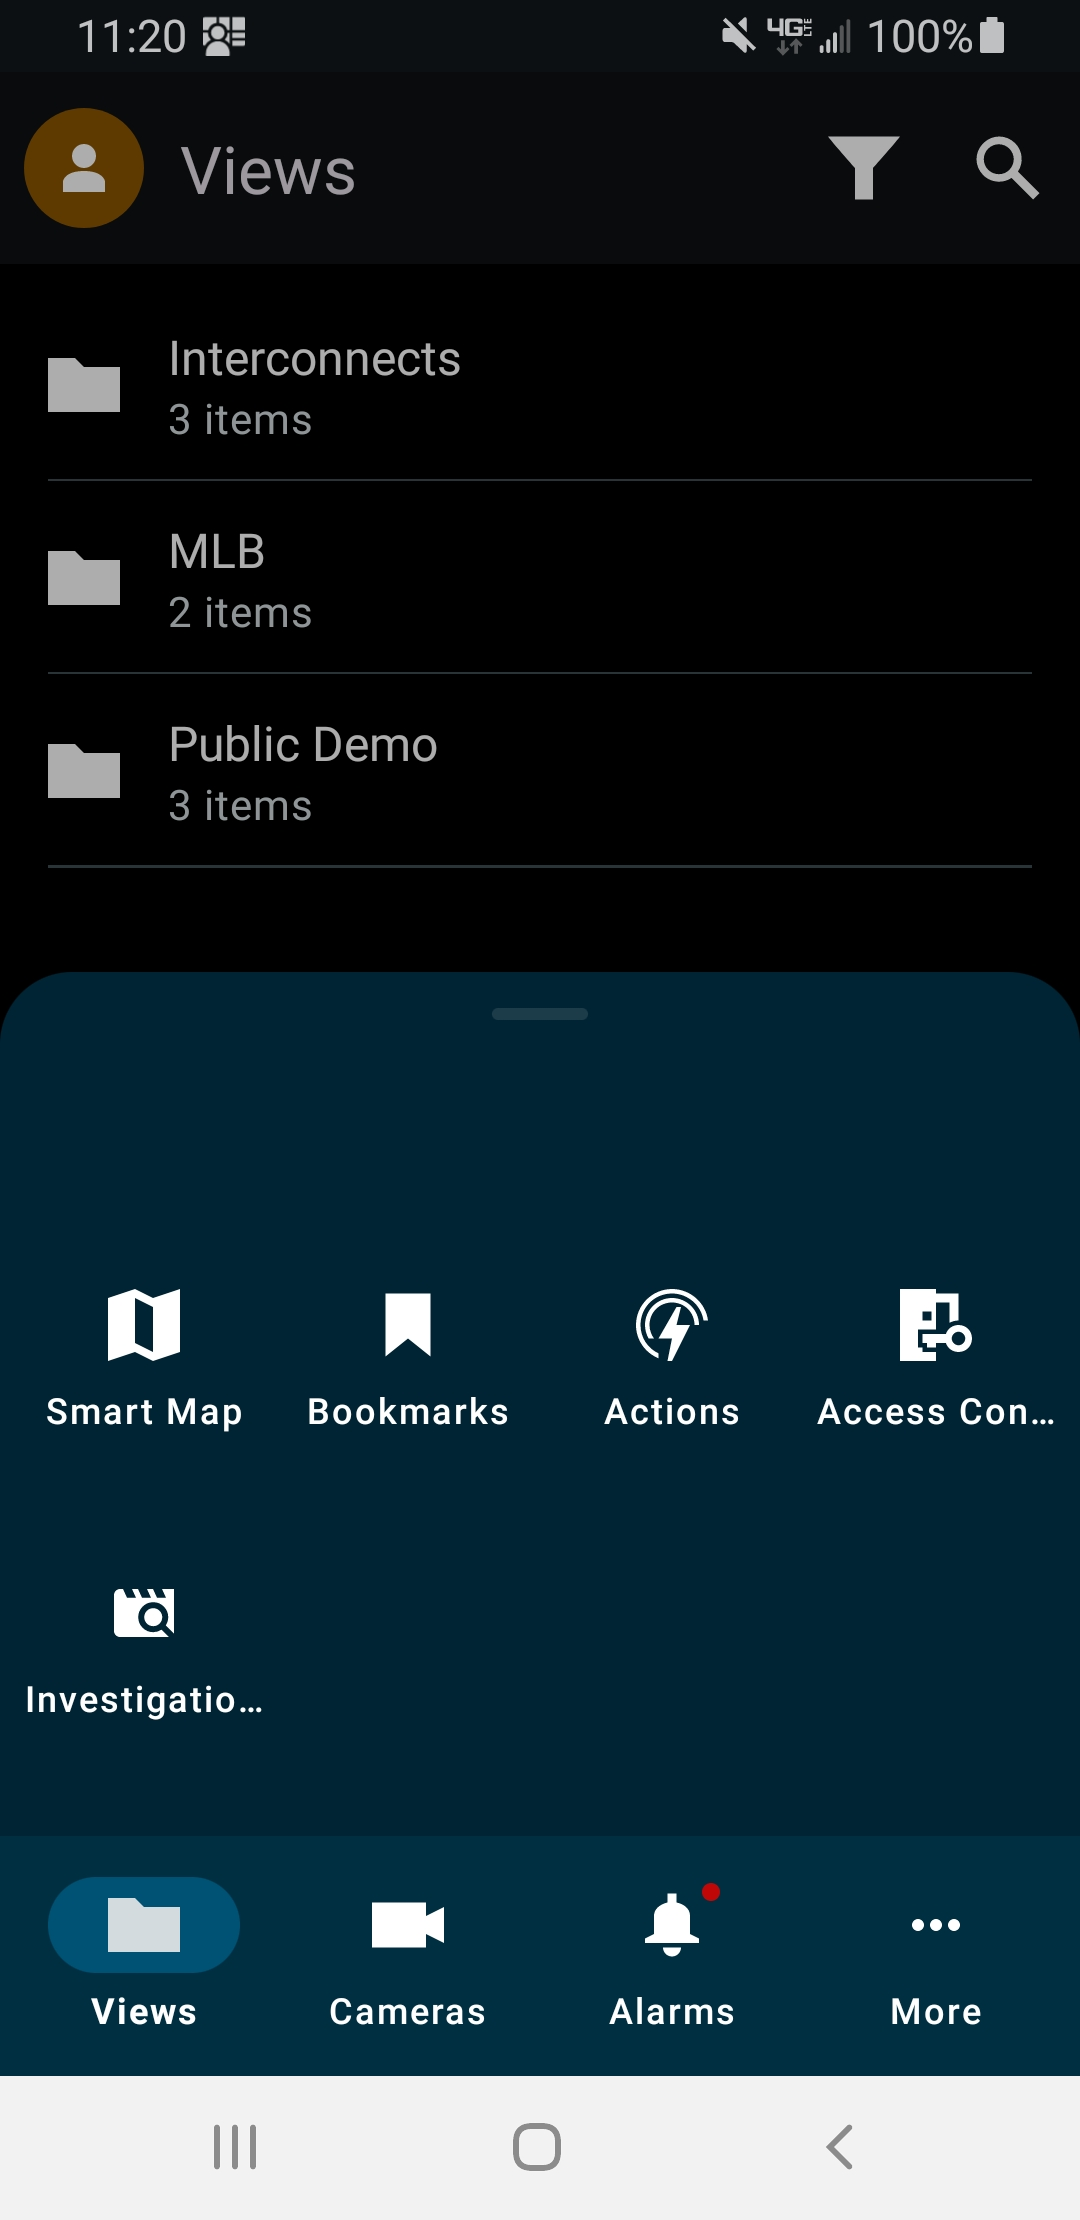 11:20
4G LTE 100%
Views
Interconnects
3 items
MLB
2 items
Public Demo
3 items
Smart Map Bookmarks Actions Access Con...
Investigatio...
Views Cameras Alarms More